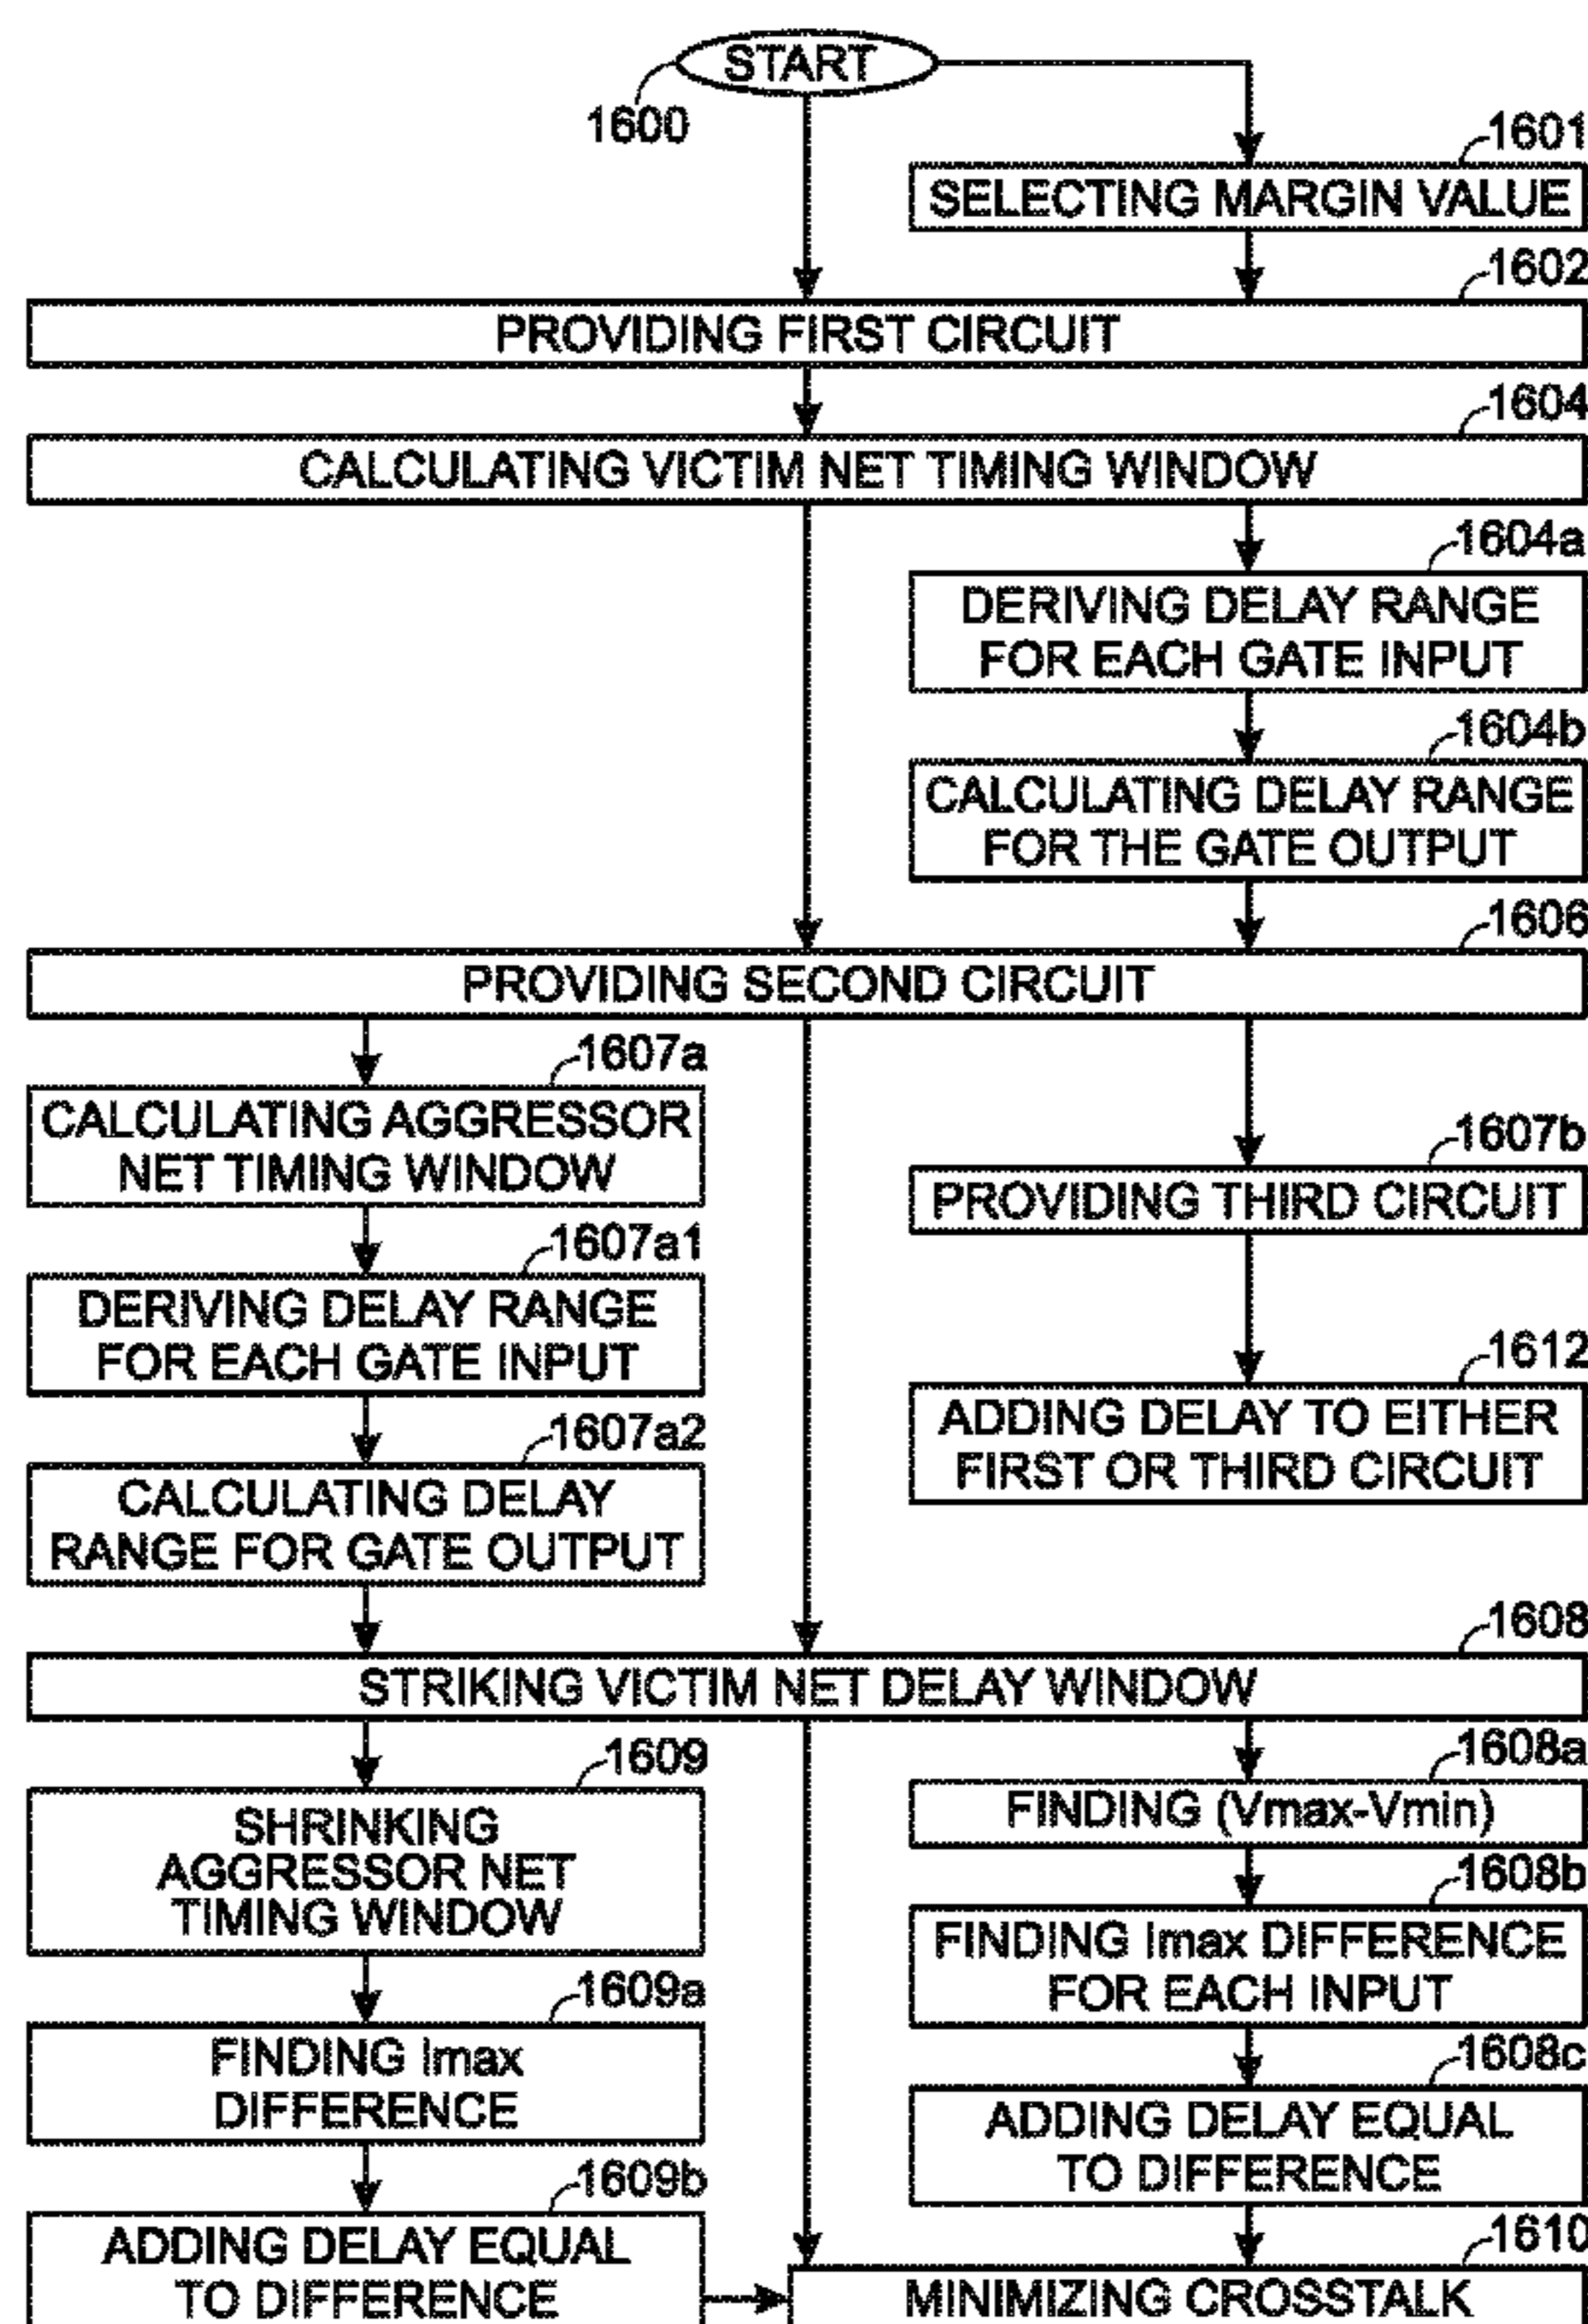 START
1600
1601
SELECTING MARGIN VALUE
1602
PROVIDING FIRST CIRCUIT
1604
CALCULATING VICTIM NET TIMING WINDOW
1604a
DERIVING DELAY RANGE
FOR EACH GATE INPUT
1604b
CALCULATING DELAY RANGE
FOR THE GATE OUTPUT
1606
PROVIDING SECOND CIRCUIT
1607a
CALCULATING AGGRESSOR
NET TIMING WINDOW
1607b
PROVIDING THIRD CIRCUIT
1607a1
DERIVING DELAY RANGE
FOR EACH GATE INPUT
1612
ADDING DELAY TO EITHER
FIRST OR THIRD CIRCUIT
1607a2
CALCULATING DELAY
RANGE FOR GATE OUTPUT
1608
STRIKING VICTIM NET DELAY WINDOW
1609
SHRINKING
AGGRESSOR NET
TIMING WINDOW
1608a
FINDING (Vmax-Vmin)
1608b
FINDING Imax DIFFERENCE
FOR EACH INPUT
1609a
FINDING Imax
DIFFERENCE
1608c
ADDING DELAY EQUAL
TO DIFFERENCE
1609b
ADDING DELAY EQUAL
TO DIFFERENCE
1610
MINIMIZING CROSSTALK